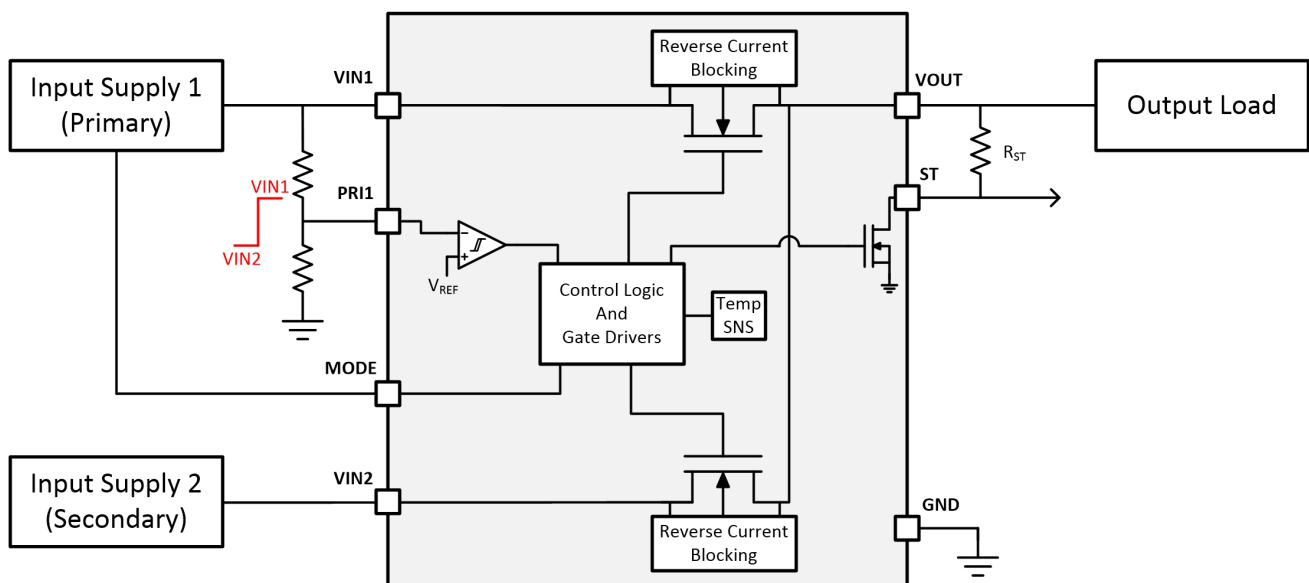 Reverse Current
Blocking
VIN1
VOUT
Input Supply 1
(Primary)
Output Load
RST
VIN1
PRI1
ST
VIN2
−
+
VREF
Control Logic
And
Gate Drivers
Temp
SNS
MODE
Input Supply 2
(Secondary)
VIN2
GND
Reverse Current
Blocking